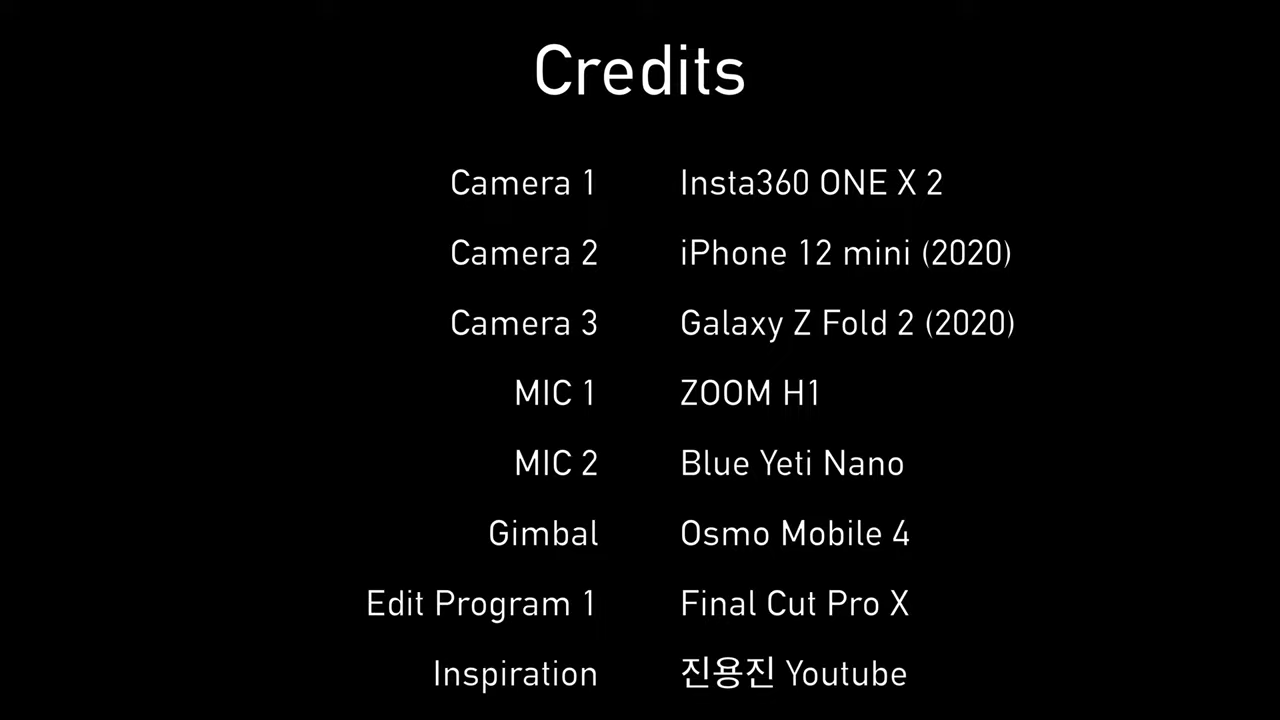 Credits
Camera 1 Insta360 ONE X 2
Camera 2 iPhone 12 mini (2020)
Camera 3 Galaxy Z Fold 2 (2020)
MIC 1 ZOOM H1
MIC 2 Blue Yeti Nano
Gimbal Osmo Mobile 4
Edit Program 1 Final Cut Pro X
Inspiration 진용진 Youtube